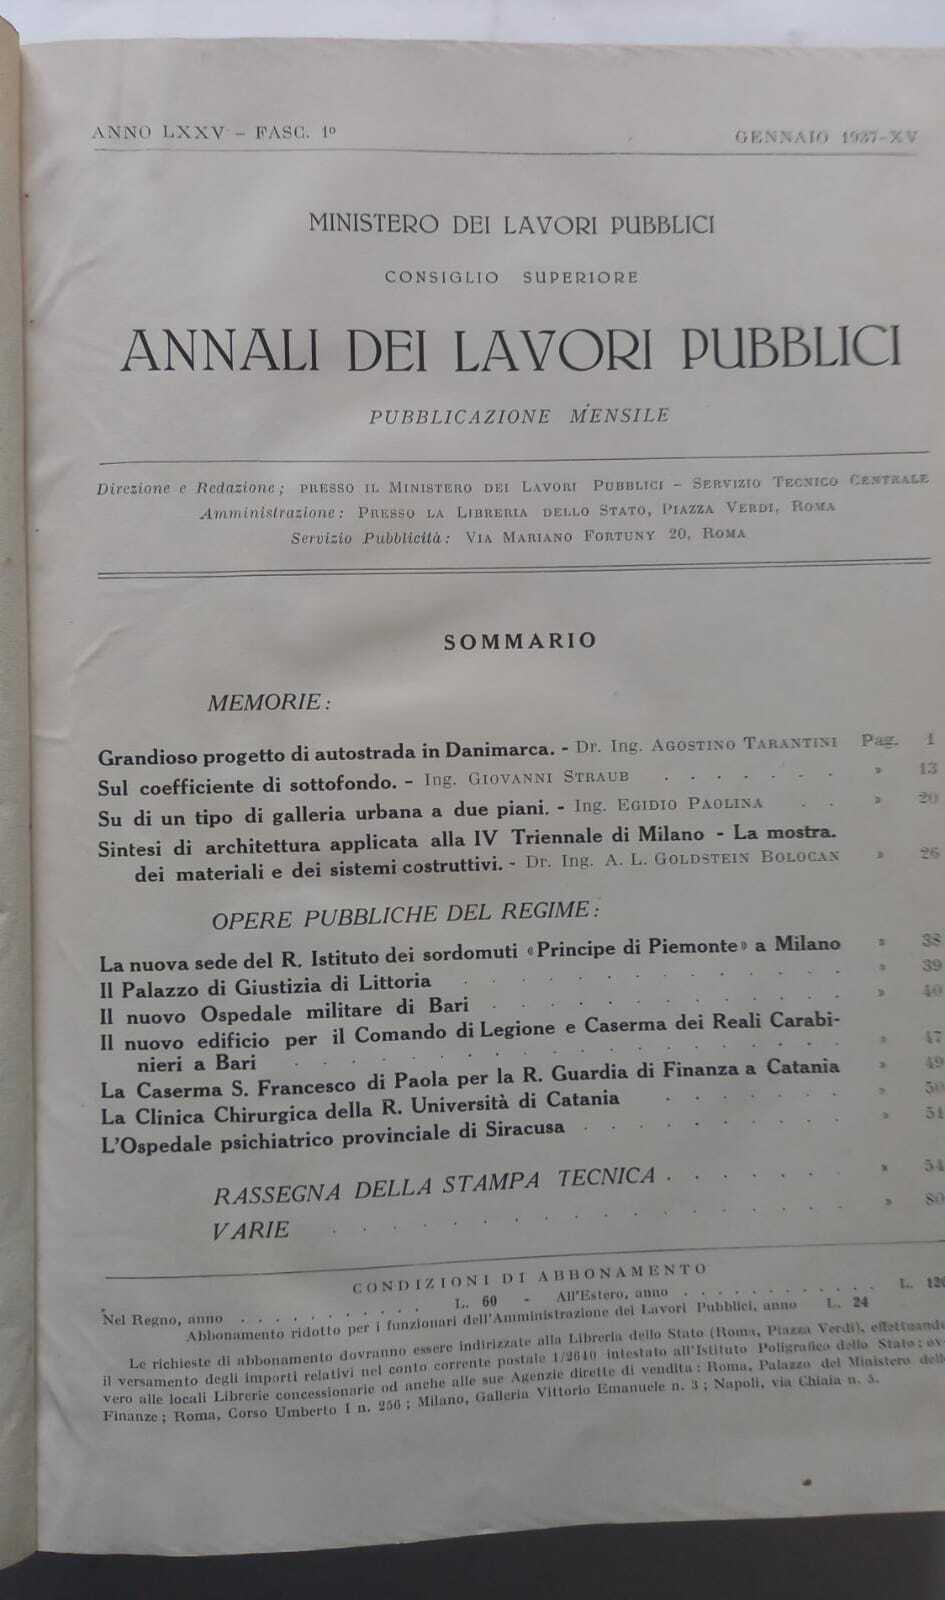 ANNO LXXV – FASC. 1º GENNAIO 1937-XV
MINISTERO DEI LAVORI PUBBLICI
CONSIGLIO SUPERIORE
ANNALI DEI LAVORI PUBBLICI
PUBBLICAZIONE MENSILE
Direzione e Redazione; PRESSO IL MINISTERO DEI LAVORI PUBBLICI – SERVIZIO TECNICO CENTRALE
Amministrazione: PRESSO LA LIBRERIA DELLO STATO, PIAZZA VERDI, ROMA
Servizio Pubblicità: VIA MARIANO FORTUNY 20, ROMA
SOMMARIO
MEMORIE:
Grandioso progetto di autostrada in Danimarca. - Dr. Ing. AGOSTINO TARANTINI Pag. 1
Sul coefficiente di sottofondo. - Ing. GIOVANNI STRAUB . . . . . . . » 13
Su di un tipo di galleria urbana a due piani. - Ing. EGIDIO PAOLINA . . » 20
Sintesi di architettura applicata alla IV Triennale di Milano - La mostra.
dei materiali e dei sistemi costruttivi. - Dr. Ing. A. L. GOLDSTEIN BOLOCAN » 26
OPERE PUBBLICHE DEL REGIME:
La nuova sede del R. Istituto dei sordomuti «Principe di Piemonte» a Milano » 38
Il Palazzo di Giustizia di Littoria . . . . . . . . . . . . » 39
Il nuovo Ospedale militare di Bari . . . . . . . . . . . » 40
Il nuovo edificio per il Comando di Legione e Caserma dei Reali Carabi-
nieri a Bari . . . . . . . . . . . . . . . » 47
La Caserma S. Francesco di Paola per la R. Guardia di Finanza a Catania » 49
La Clinica Chirurgica della R. Università di Catania . . . . . » 50
L'Ospedale psichiatrico provinciale di Siracusa . . . . . . . . » 51
RASSEGNA DELLA STAMPA TECNICA . . . . . . . » 54
VARIE . . . . . . . . . . . . . . . » 80
CONDIZIONI DI ABBONAMENTO
Nel Regno, anno . . . . . . . . . . . L. 60 - All'Estero, anno . . . . . . . . . . . L. 120
Abbonamento ridotto per i funzionari dell'Amministrazione dei Lavori Pubblici, anno L. 24
Le richieste di abbonamento dovranno essere indirizzate alla Libreria dello Stato (Roma, Piazza Verdi), effettuando
il versamento degli importi relativi nel conto corrente postale 1/2640 intestato all'Istituto Poligrafico dello Stato; ov-
vero alle locali Librerie concessionarie od anche alle sue Agenzie dirette di vendita: Roma, Palazzo del Ministero delle
Finanze; Roma, Corso Umberto I n. 256; Milano, Galleria Vittorio Emanuele n. 3; Napoli, via Chiaia n. 5.